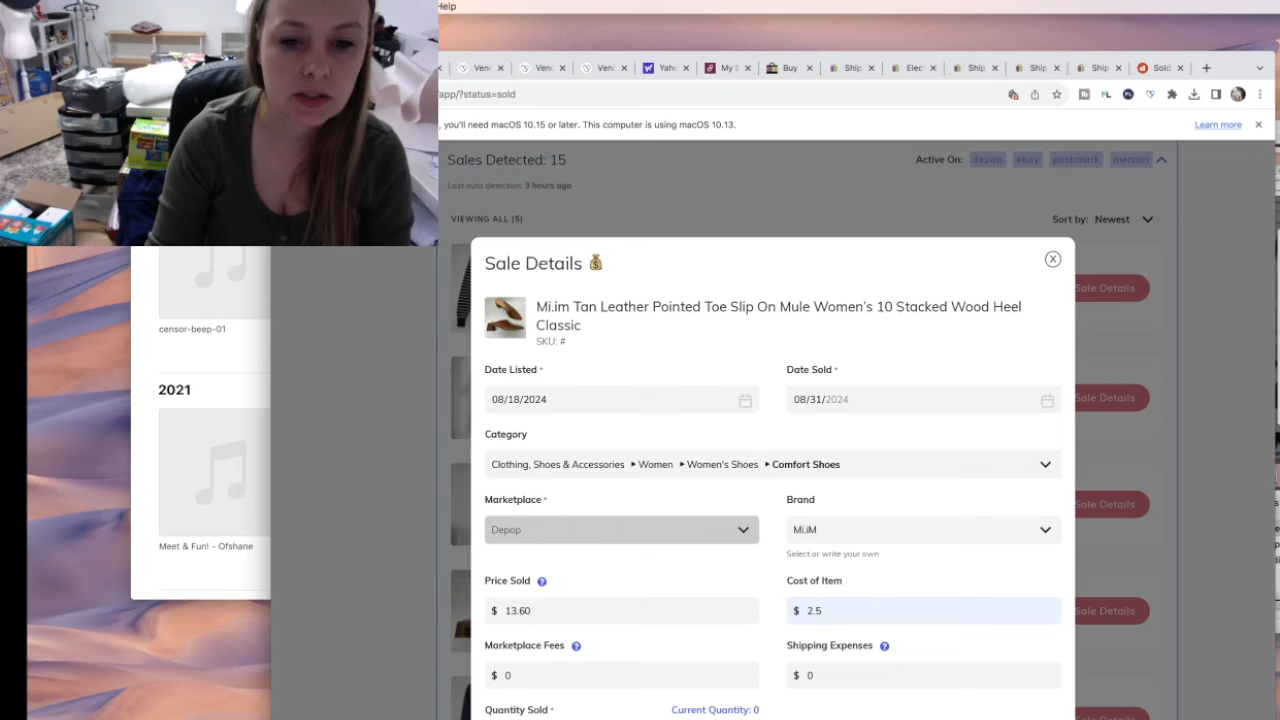 Help
Venc
Venc
Venc
Yaho
My
Buy
Ship
Elec
Ship
Ship
Ship
Sold
app/?status=sold
, you'll need macOS 10.15 or later. This computer is using macOS 10.13.
Learn more
Sales Detected: 15
Active On: depop ebay poshmark mercari
Last auto detection: 3 hours ago
VIEWING ALL (5)
Sort by: Newest
Sale Details
Sale Details
X
Mi.im Tan Leather Pointed Toe Slip On Mule Women's 10 Stacked Wood Heel
Classic
SKU: #
censor-beep-01
Date Listed *
Date Sold *
2021
08/18/2024
08/31/2024
Sale Details
Category
Clothing, Shoes & Accessories ▸ Women ▸ Women's Shoes ▸ Comfort Shoes
Marketplace *
Brand
Sale Details
Depop
Mi.iM
Meet & Fun! - Ofshane
Select or write your own
Price Sold ?
Cost of Item
$ 13.60
$ 2.5
Sale Details
Marketplace Fees ?
Shipping Expenses ?
$ 0
$ 0
Quantity Sold *
Current Quantity: 0